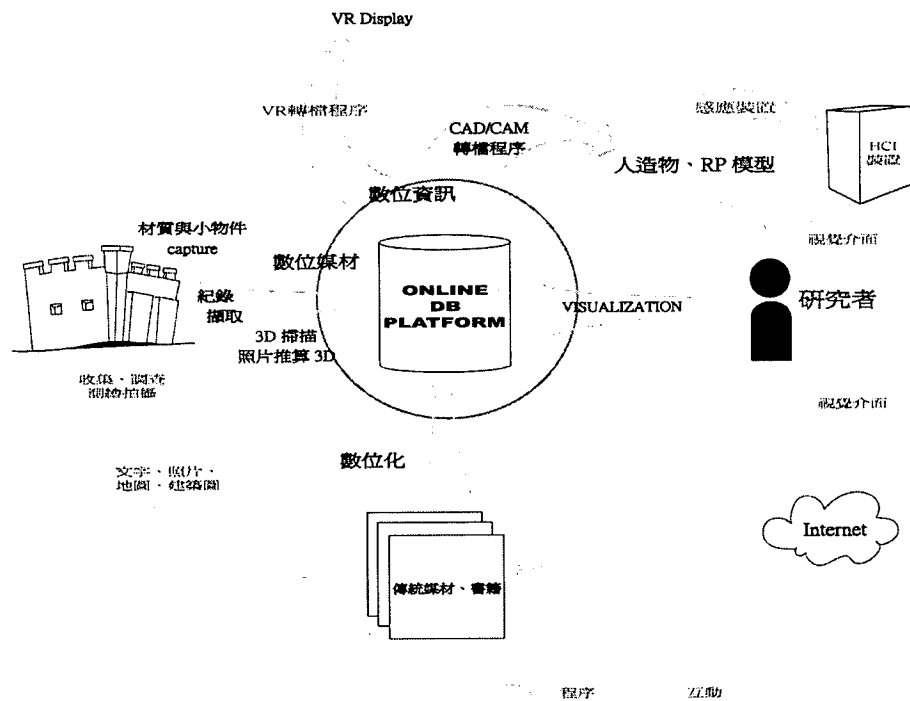 VR Display
VR轉檔程序
CAD/CAM
轉檔程序
感應裝置
HCI
裝置
人造物、RP 模型
數位資訊
材質與小物件
capture
視覺介面
數位媒材
ONLINE
DB
PLATFORM
紀錄
擷取
VISUALIZATION
研究者
3D 掃描
照片推算 3D
收集、調查
測繪拍攝
視覺介面
數位化
文字、照片、
地圖、建築圖
Internet
傳統媒材、書籍
程序
互動